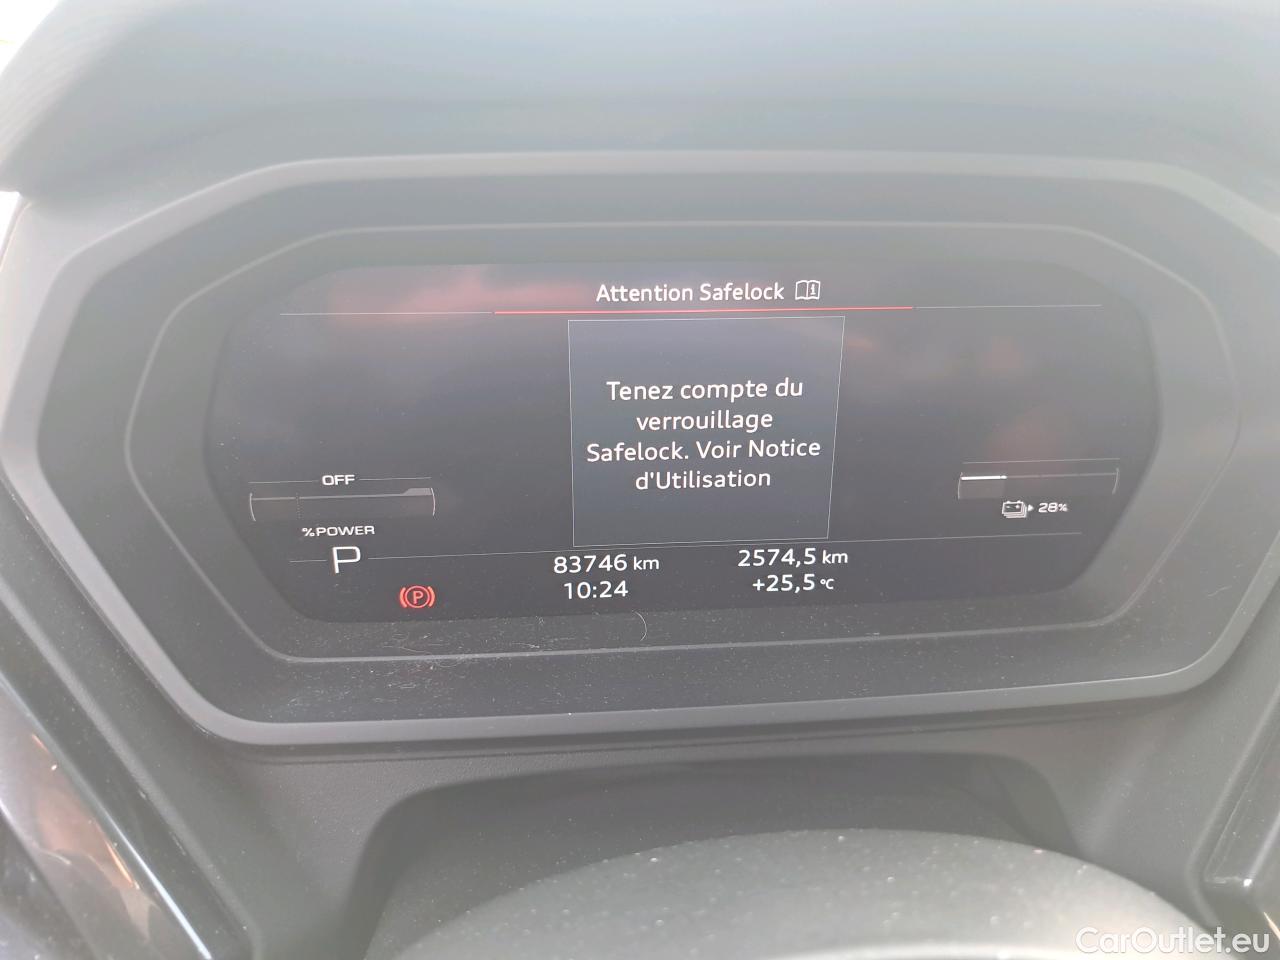 Attention Safelock
Tenez compte du
verrouillage
Safelock. Voir Notice
d'Utilisation
OFF
%POWER
P
28%
83746 km
2574,5 km
(P)
10:24
+25,5 °C
CarOutlet.eu